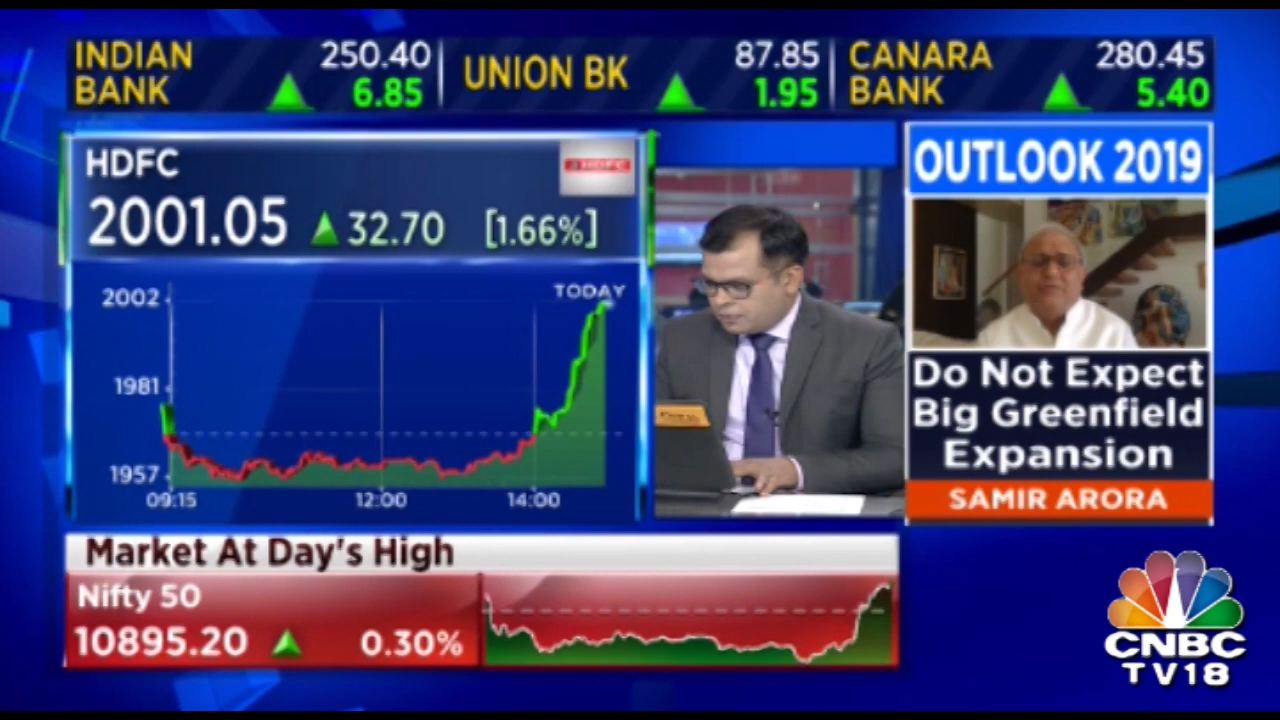 INDIAN BANK 250.40 6.85
UNION BK 87.85 1.95
CANARA BANK 280.45 5.40
HDFC
HDFC
2001.05 32.70 [1.66%]
TODAY
2002
1981
1957
09:15 12:00 14:00
OUTLOOK 2019
Do Not Expect
Big Greenfield
Expansion
SAMIR ARORA
Market At Day's High
Nifty 50
10895.20 0.30%
CNBC
TV18